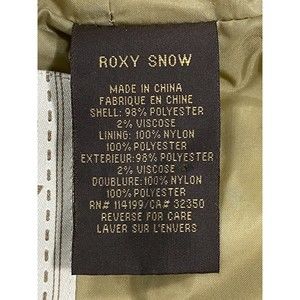 ROXY SNOW
MADE IN CHINA
FABRIQUE EN CHINE
SHELL: 98% POLYESTER
2% VISCOSE
LINING: 100% NYLON
100% POLYESTER
EXTERIEUR: 98% POLYESTER
2% VISCOSE
DOUBLURE: 100% NYLON
100% POLYESTER
RN# 114199/CA# 32350
REVERSE FOR CARE
LAVER SUR L'ENVERS